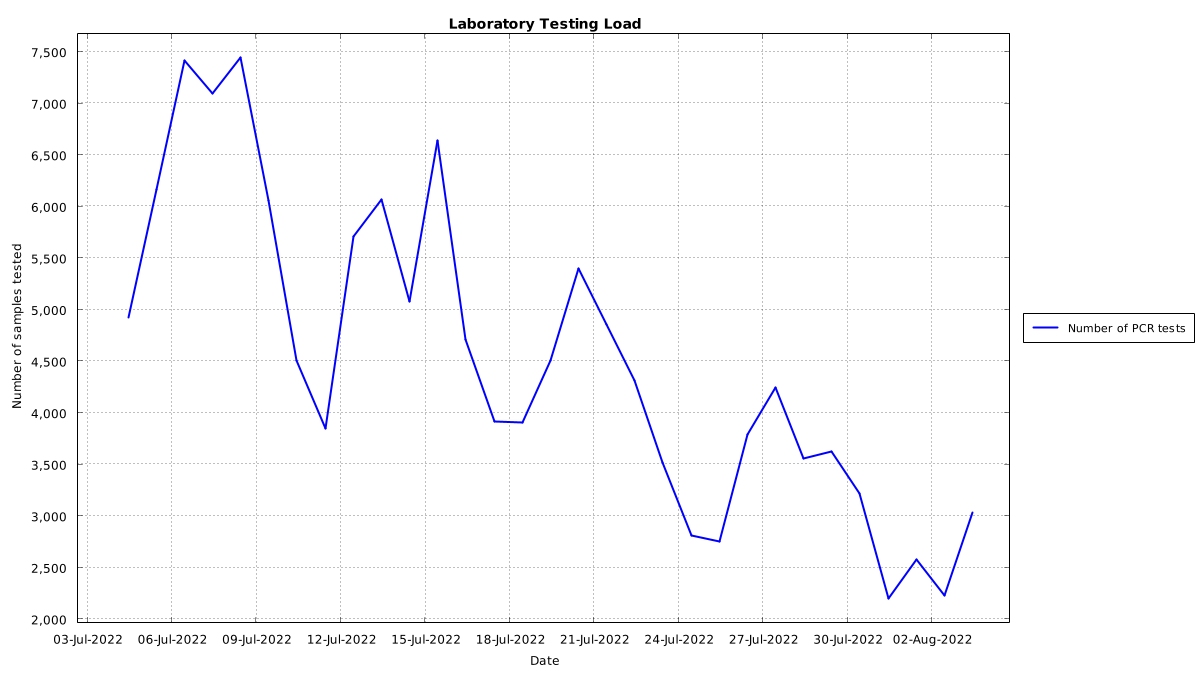 Laboratory Testing Load
Number of samples tested
7,500
7,000
6,500
6,000
5,500
5,000
4,500
4,000
3,500
3,000
2,500
2,000
03-Jul-2022 06-Jul-2022 09-Jul-2022 12-Jul-2022 15-Jul-2022 18-Jul-2022 21-Jul-2022 24-Jul-2022 27-Jul-2022 30-Jul-2022 02-Aug-2022
Date
Number of PCR tests